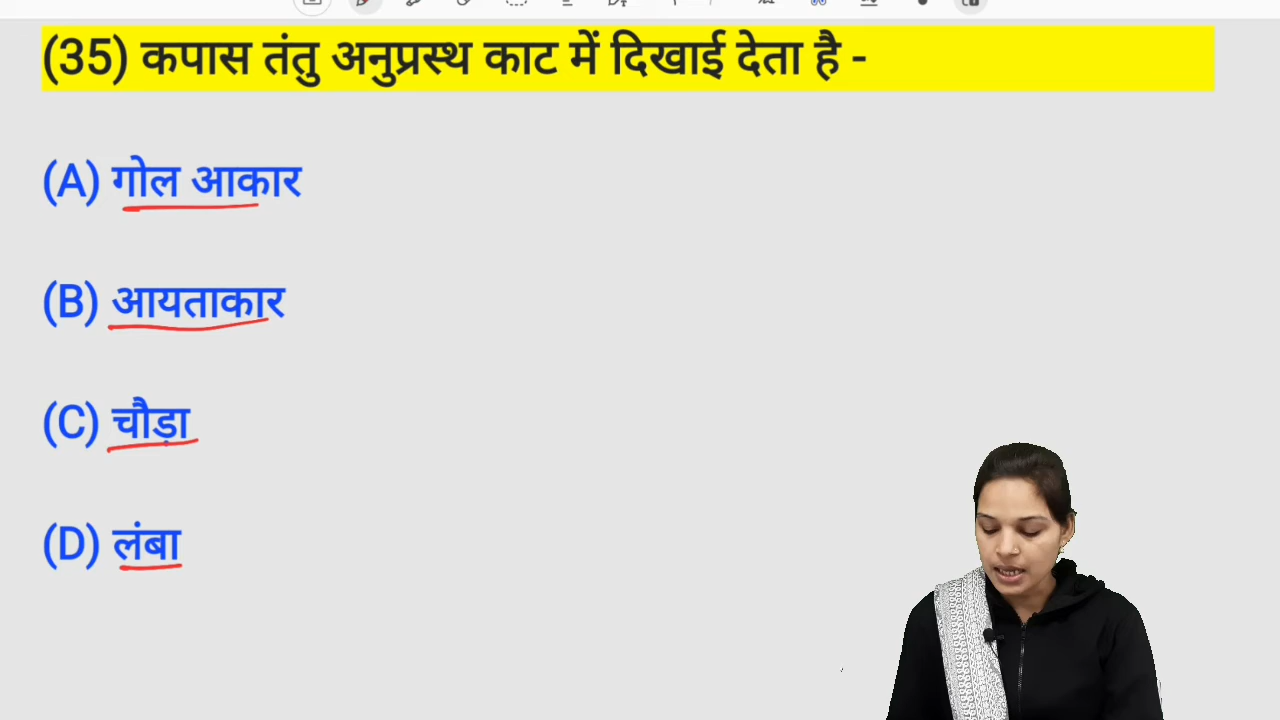 (35) कपास तंतु अनुप्रस्थ काट में दिखाई देता है -
(A) गोल आकार
(B) आयताकार
(C) चौड़ा
(D) लंबा